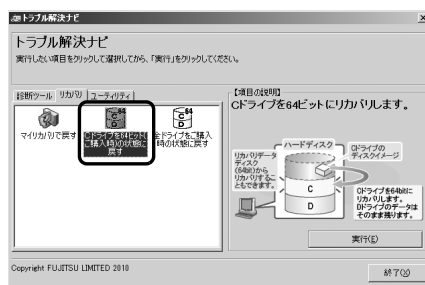 トラブル解決ナビ
トラブル解決ナビ
実行したい項目をクリックして選択してから、「実行」をクリックしてください。
診断ツール リカバリ ユーティリティ
マイリカバリで戻す
Cドライブを64ビット(ご購入時)の状態に戻す
全ドライブをご購入時の状態に戻す
【項目の説明】
Cドライブを64ビットにリカバリします。
ハードディスク
Dドライブの
ディスクイメージ
リカバリデータ
ディスク
(64bit)から
リカバリするこ
ともできます。
C
D
Cドライブを64bitに
リカバリします。
Dドライブのデータは
そのまま残ります。
実行(E)
Copyright FUJITSU LIMITED 2010
終了(X)